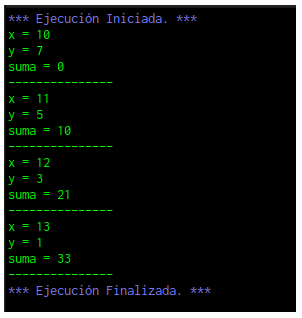 *** Ejecución Iniciada. ***
x = 10
y = 7
suma = 0
---------------
x = 11
y = 5
suma = 10
---------------
x = 12
y = 3
suma = 21
---------------
x = 13
y = 1
suma = 33
---------------
*** Ejecución Finalizada. ***